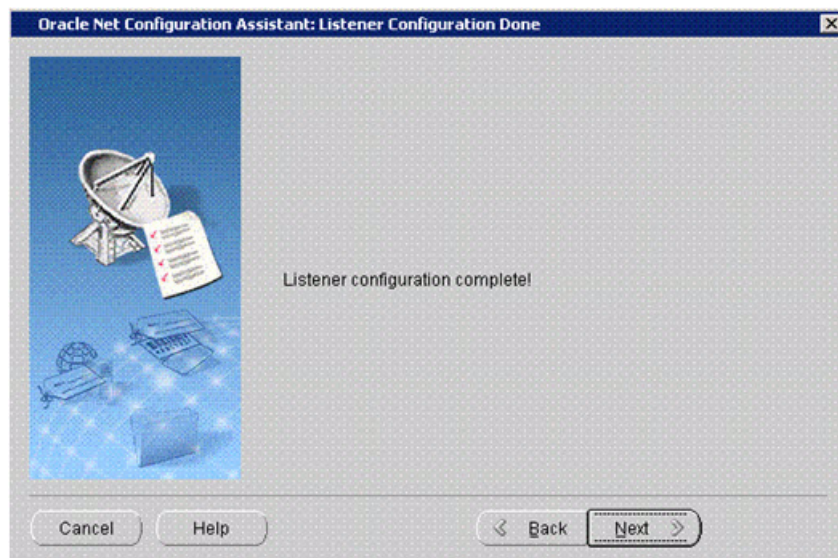 Oracle Net Configuration Assistant: Listener Configuration Done
Listener configuration complete!
Cancel
Help
Back
Next